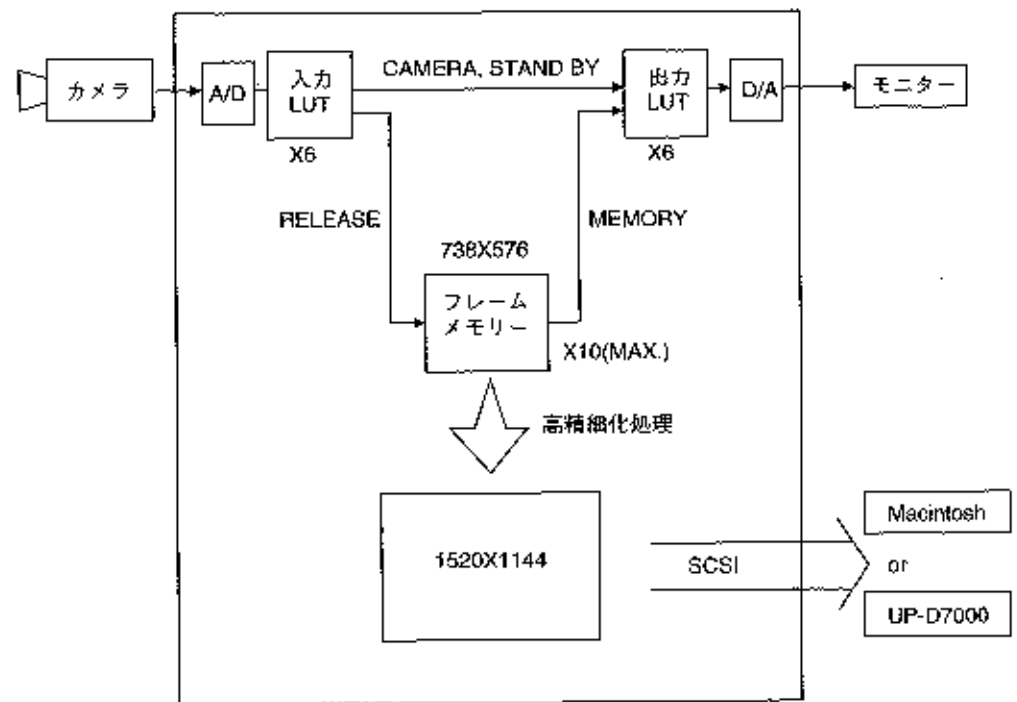 カメラ
A/D
入力
LUT
X6
CAMERA, STAND BY
出力
LUT
X6
D/A
モニター
RELEASE
MEMORY
738X576
フレーム
メモリー
X10(MAX.)
高精細化処理
1520X1144
SCSI
Macintosh
or
UP-D7000